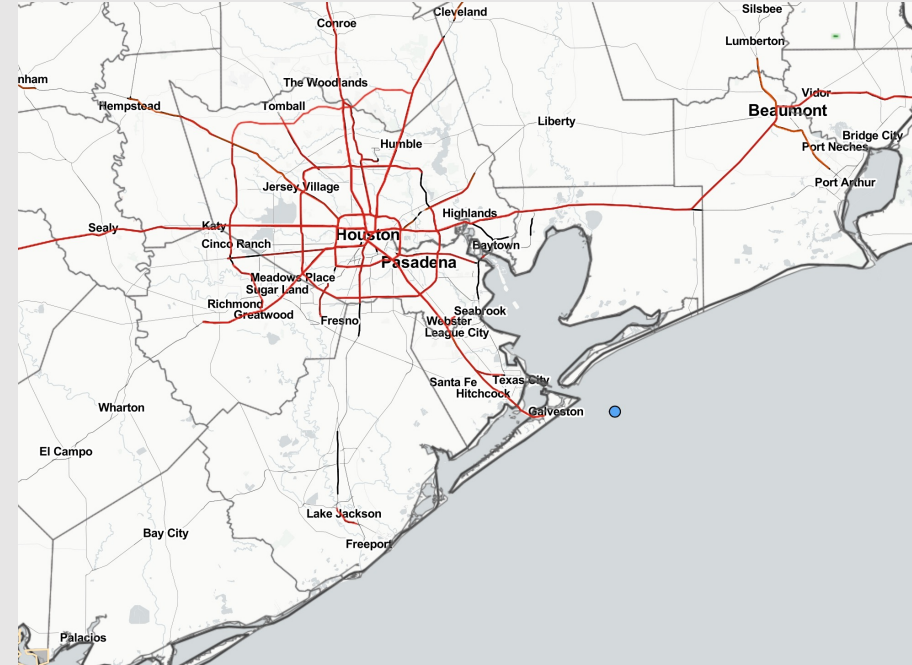 Cleveland
Silsbee
Conroe
Lumberton
nham
The Woodlands
Vidor
Hempstead
Tomball
Beaumont
Liberty
Bridge City
Humble
Port Neches
Port Arthur
Jersey Village
Highlands
Sealy
Katy
Houston
Cinco Ranch
Baytown
Pasadena
Meadows Place
Sugar Land
Richmond
Seabrook
Greatwood
Fresno
Webster
League City
Texas City
Santa Fe
Hitchcock
Wharton
Galveston
El Campo
Lake Jackson
Bay City
Freeport
Palacios